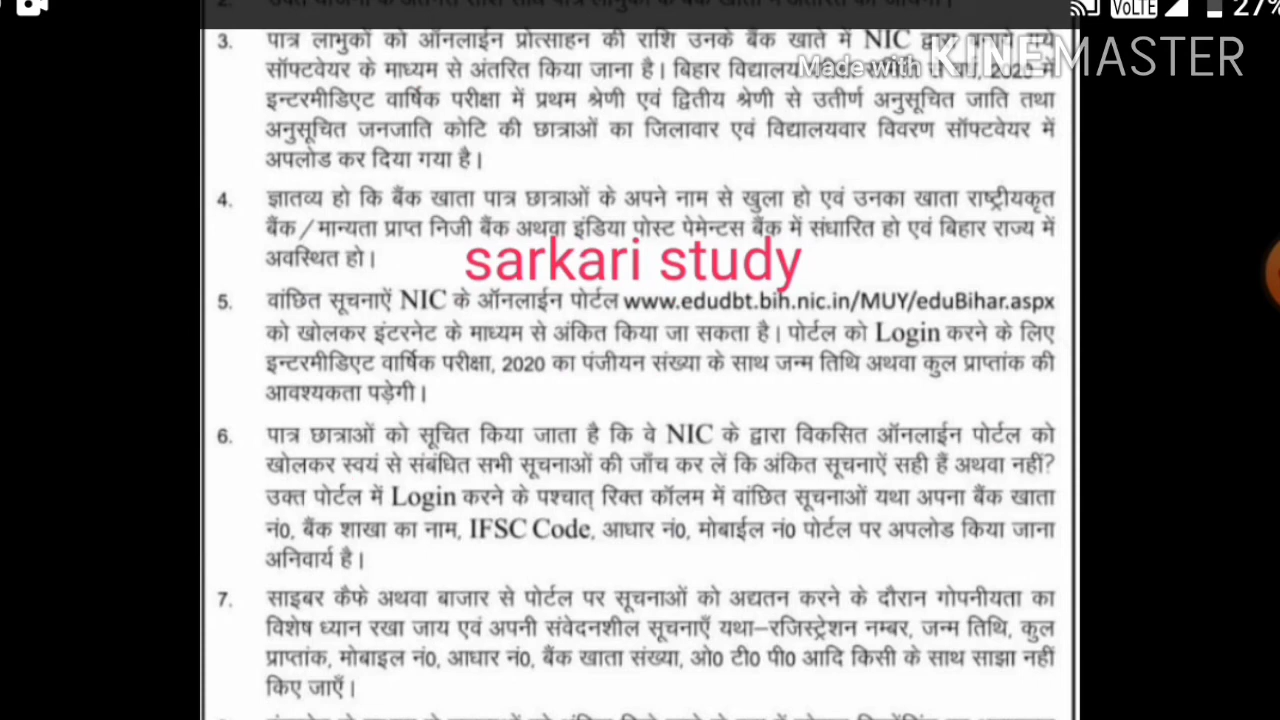 VoLTE 27%
3. पात्र लाभुकों को ऑनलाईन प्रोत्साहन की राशि उनके बैंक खाते में NIC द्वारा
Made with KINEMASTER
सॉफ्टवेयर के माध्यम से अंतरित किया जाना है। बिहार विद्यालय 2020 में
इन्टरमीडिएट वार्षिक परीक्षा में प्रथम श्रेणी एवं द्वितीय श्रेणी से उतीर्ण अनुसूचित जाति तथा
अनुसूचित जनजाति कोटि की छात्राओं का जिलावार एवं विद्यालयवार विवरण सॉफ्टवेयर में
अपलोड कर दिया गया है।
4. ज्ञातव्य हो कि बैंक खाता पात्र छात्राओं के अपने नाम से खुला हो एवं उनका खाता राष्ट्रीयकृत
बैंक/मान्यता प्राप्त निजी बैंक अथवा इंडिया पोस्ट पेमेन्टस बैंक में संधारित हो एवं बिहार राज्य में
अवस्थित हो।
sarkari study
5. वांछित सूचनाऐं NIC के ऑनलाईन पोर्टल www.edudbt.bih.nic.in/MUY/eduBihar.aspx
को खोलकर इंटरनेट के माध्यम से अंकित किया जा सकता है। पोर्टल को Login करने के लिए
इन्टरमीडिएट वार्षिक परीक्षा, 2020 का पंजीयन संख्या के साथ जन्म तिथि अथवा कुल प्राप्तांक की
आवश्यकता पड़ेगी।
6. पात्र छात्राओं को सूचित किया जाता है कि वे NIC के द्वारा विकसित ऑनलाईन पोर्टल को
खोलकर स्वयं से संबंधित सभी सूचनाओं की जाँच कर लें कि अंकित सूचनाऐं सही हैं अथवा नहीं?
उक्त पोर्टल में Login करने के पश्चात् रिक्त कॉलम में वांछित सूचनाओं यथा अपना बैंक खाता
नं0, बैंक शाखा का नाम, IFSC Code, आधार नं0, मोबाईल नं0 पोर्टल पर अपलोड किया जाना
अनिवार्य है।
7. साइबर कैफे अथवा बाजार से पोर्टल पर सूचनाओं को अद्यतन करने के दौरान गोपनीयता का
विशेष ध्यान रखा जाय एवं अपनी संवेदनशील सूचनाएँ यथा–रजिस्ट्रेशन नम्बर, जन्म तिथि, कुल
प्राप्तांक, मोबाइल नं0, आधार नं0, बैंक खाता संख्या, ओ0 टी0 पी0 आदि किसी के साथ साझा नहीं
किए जाएँ।